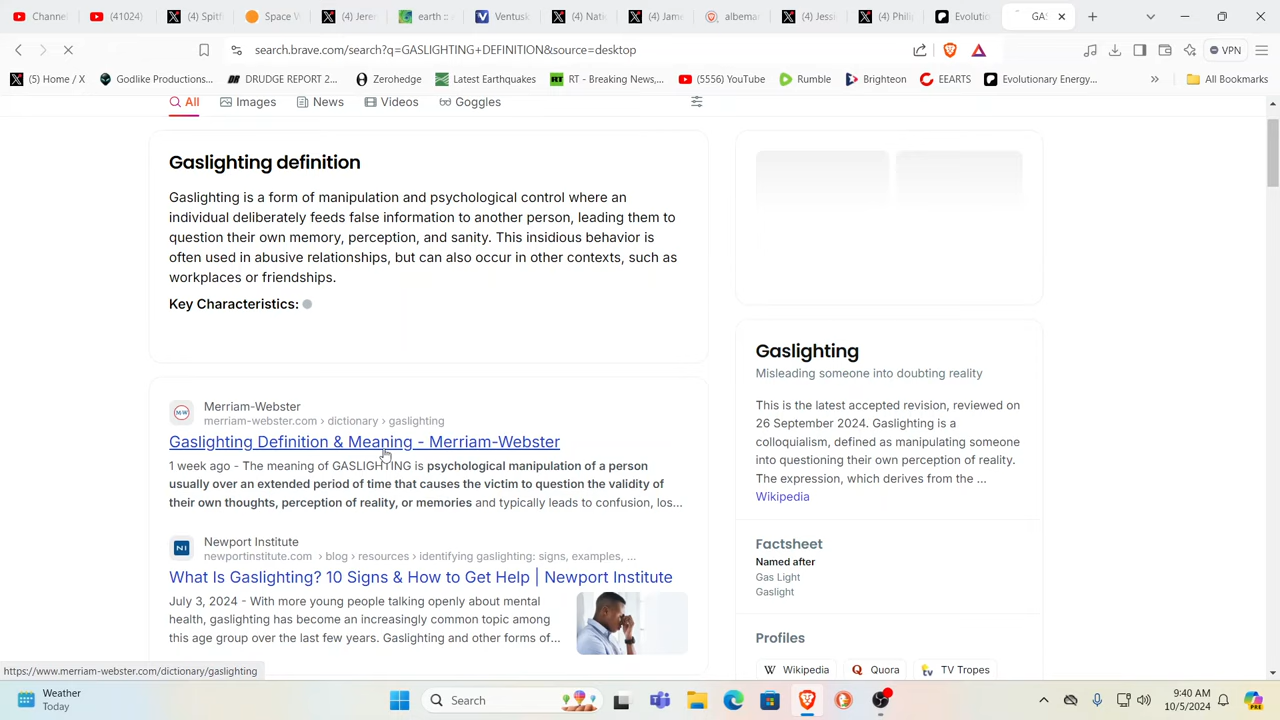 Channel
(41024)
(4) Spitf
Space W
(4) Jere
earth
Ventusk
(4) Nati
(4) Jam
albemar
(4) Jessi
(4) Phili
Evolutio
GAS
search.brave.com/search?q=GASLIGHTING+DEFINITION&source=desktop
VPN
(5) Home / X
Godlike Productions...
DRUDGE REPORT 2...
Zerohedge
Latest Earthquakes
RT - Breaking News,...
(5556) YouTube
Rumble
Brighteon
EEARTS
Evolutionary Energy...
All Bookmarks
All
Images
News
Videos
Goggles
Gaslighting definition
Gaslighting is a form of manipulation and psychological control where an
individual deliberately feeds false information to another person, leading them to
question their own memory, perception, and sanity. This insidious behavior is
often used in abusive relationships, but can also occur in other contexts, such as
workplaces or friendships.
Key Characteristics:
Merriam-Webster
merriam-webster.com › dictionary › gaslighting
Gaslighting Definition & Meaning - Merriam-Webster
1 week ago - The meaning of GASLIGHTING is psychological manipulation of a person
usually over an extended period of time that causes the victim to question the validity of
their own thoughts, perception of reality, or memories and typically leads to confusion, los...
Newport Institute
newportinstitute.com › blog › resources › identifying gaslighting: signs, examples, ...
What Is Gaslighting? 10 Signs & How to Get Help | Newport Institute
July 3, 2024 - With more young people talking openly about mental
health, gaslighting has become an increasingly common topic among
this age group over the last few years. Gaslighting and other forms of...
Gaslighting
Misleading someone into doubting reality
This is the latest accepted revision, reviewed on
26 September 2024. Gaslighting is a
colloquialism, defined as manipulating someone
into questioning their own perception of reality.
The expression, which derives from the ...
Wikipedia
Factsheet
Named after
Gas Light
Gaslight
Profiles
Wikipedia
Quora
TV Tropes
https://www.merriam-webster.com/dictionary/gaslighting
Weather
Today
Search
9:40 AM
10/5/2024